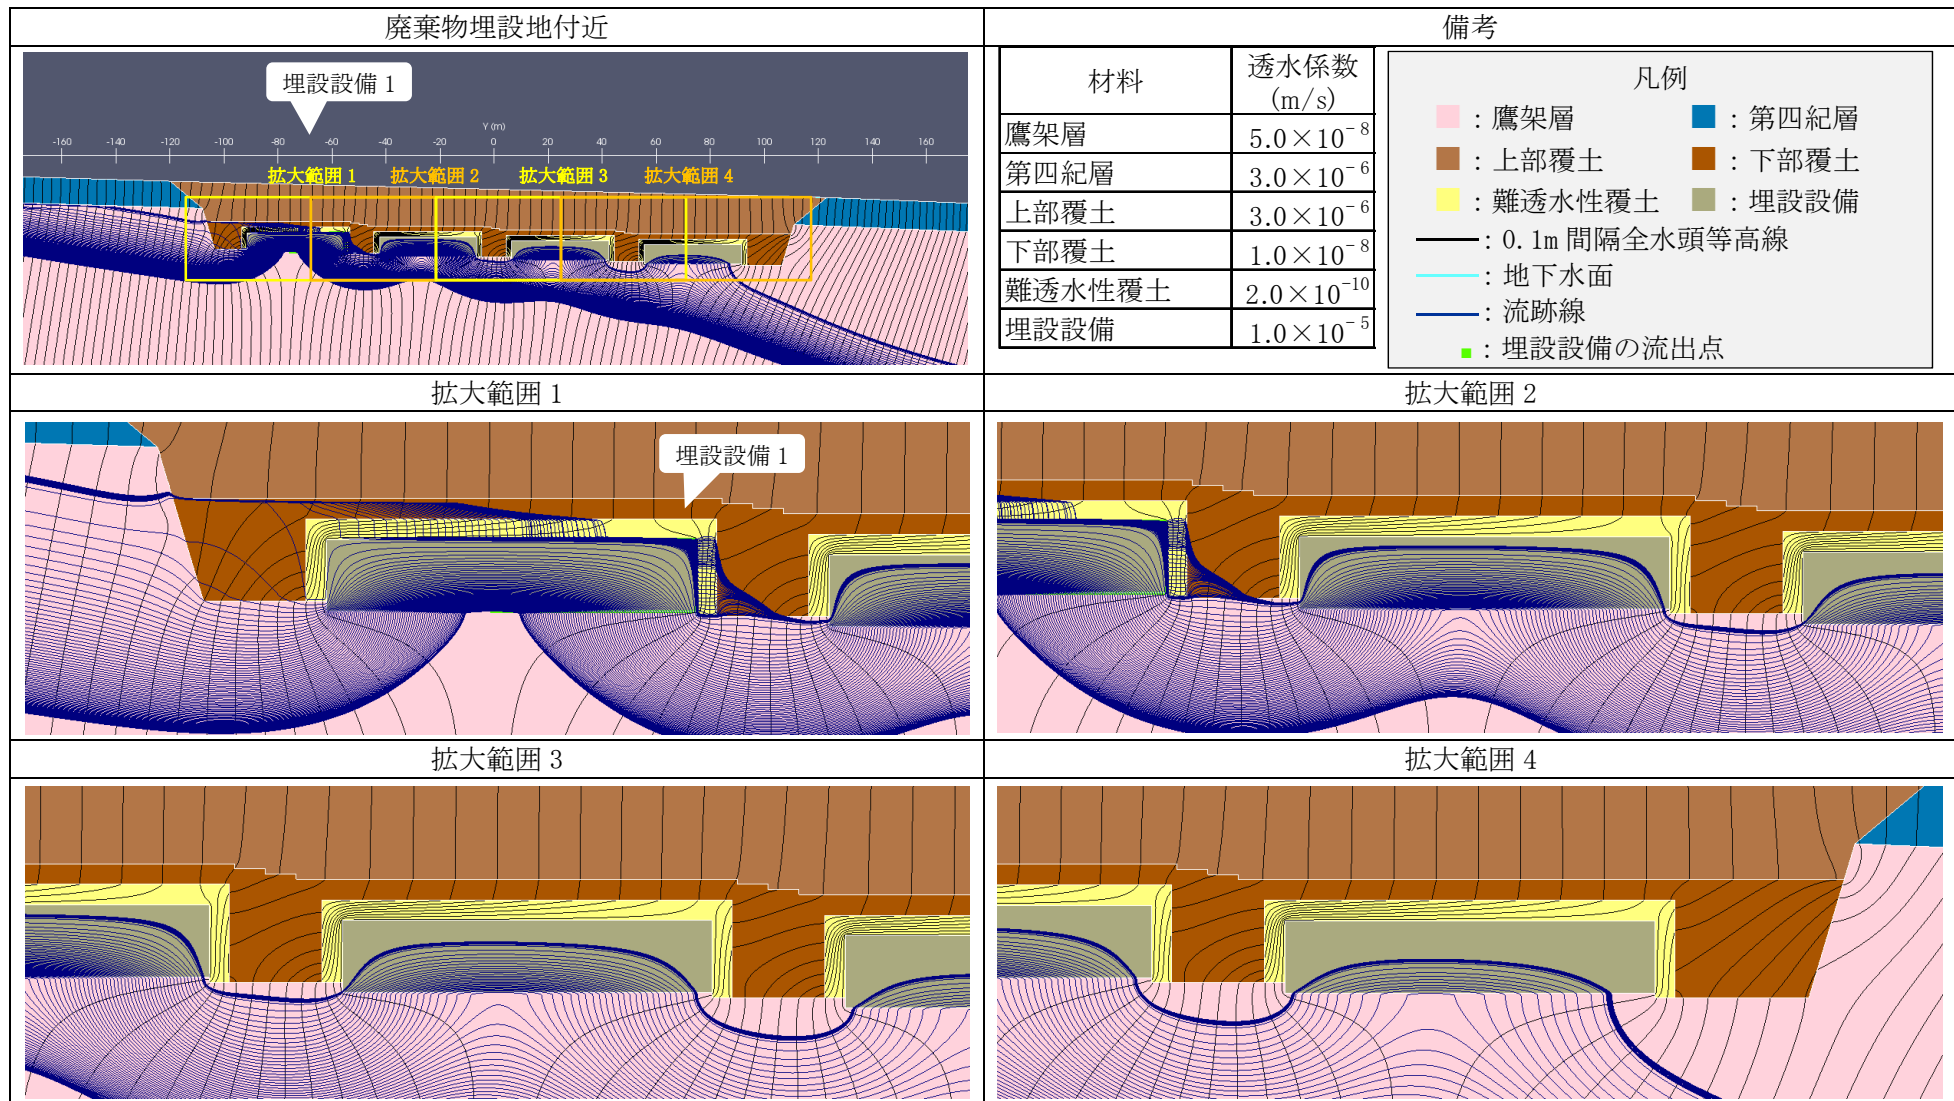 廃棄物埋設地付近
備考
埋設設備 1
Y (m)
-160 -140 -120 -100 -80 -60 -40 -20 0 20 40 60 80 100 120 140 160
拡大範囲 1 拡大範囲 2 拡大範囲 3 拡大範囲 4
材料 透水係数
(m/s)
鷹架層 5.0×10⁻⁸
第四紀層 3.0×10⁻⁶
上部覆土 3.0×10⁻⁶
下部覆土 1.0×10⁻⁸
難透水性覆土 2.0×10⁻¹⁰
埋設設備 1.0×10⁻⁵
凡例
：鷹架層 ：第四紀層
：上部覆土 ：下部覆土
：難透水性覆土 ：埋設設備
：0.1m 間隔全水頭等高線
：地下水面
：流跡線
：埋設設備の流出点
拡大範囲 1
拡大範囲 2
埋設設備 1
拡大範囲 3
拡大範囲 4